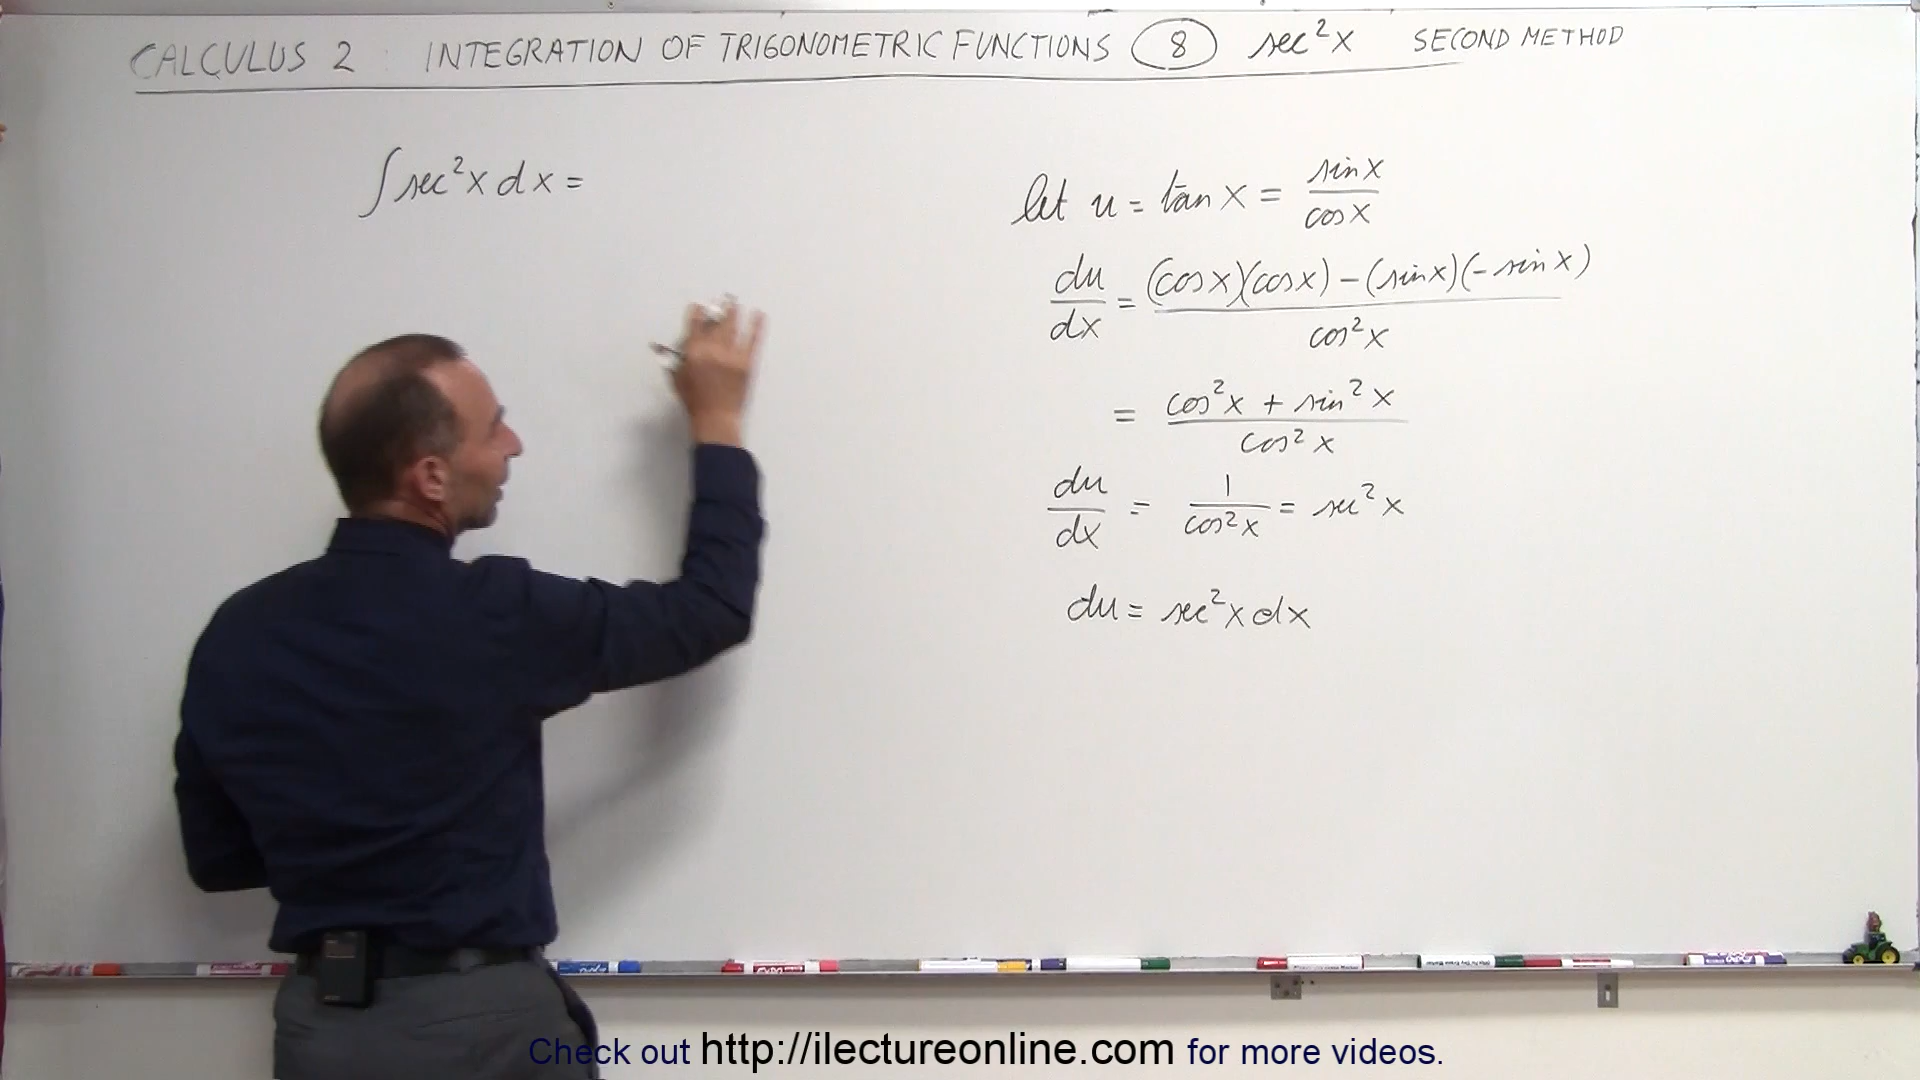 CALCULUS 2 : INTEGRATION OF TRIGONOMETRIC FUNCTIONS 8 sec²x SECOND METHOD
∫sec²x dx =
let u = tan x = sin x / cos x
du/dx = (cos x)(cos x) - (sin x)(- sin x) / cos²x
= cos²x + sin²x / cos²x
du/dx = 1 / cos²x = sec²x
du = sec²x dx
EXPO
Check out http://ilectureonline.com for more videos.